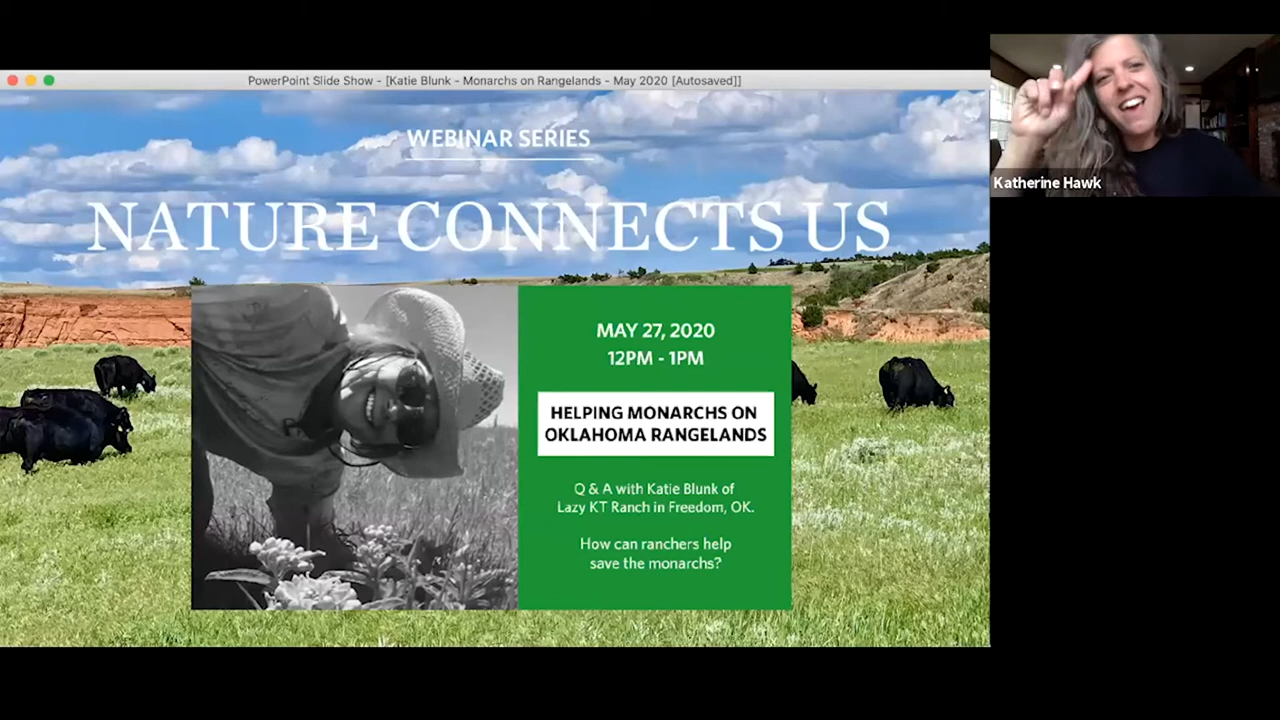 PowerPoint Slide Show - [Katie Blunk - Monarchs on Rangelands - May 2020 [Autosaved]]
WEBINAR SERIES
NATURE CONNECTS US
MAY 27, 2020
12PM - 1PM
HELPING MONARCHS ON
OKLAHOMA RANGELANDS
Q & A with Katie Blunk of
Lazy KT Ranch in Freedom, OK.
How can ranchers help
save the monarchs?
Katherine Hawk